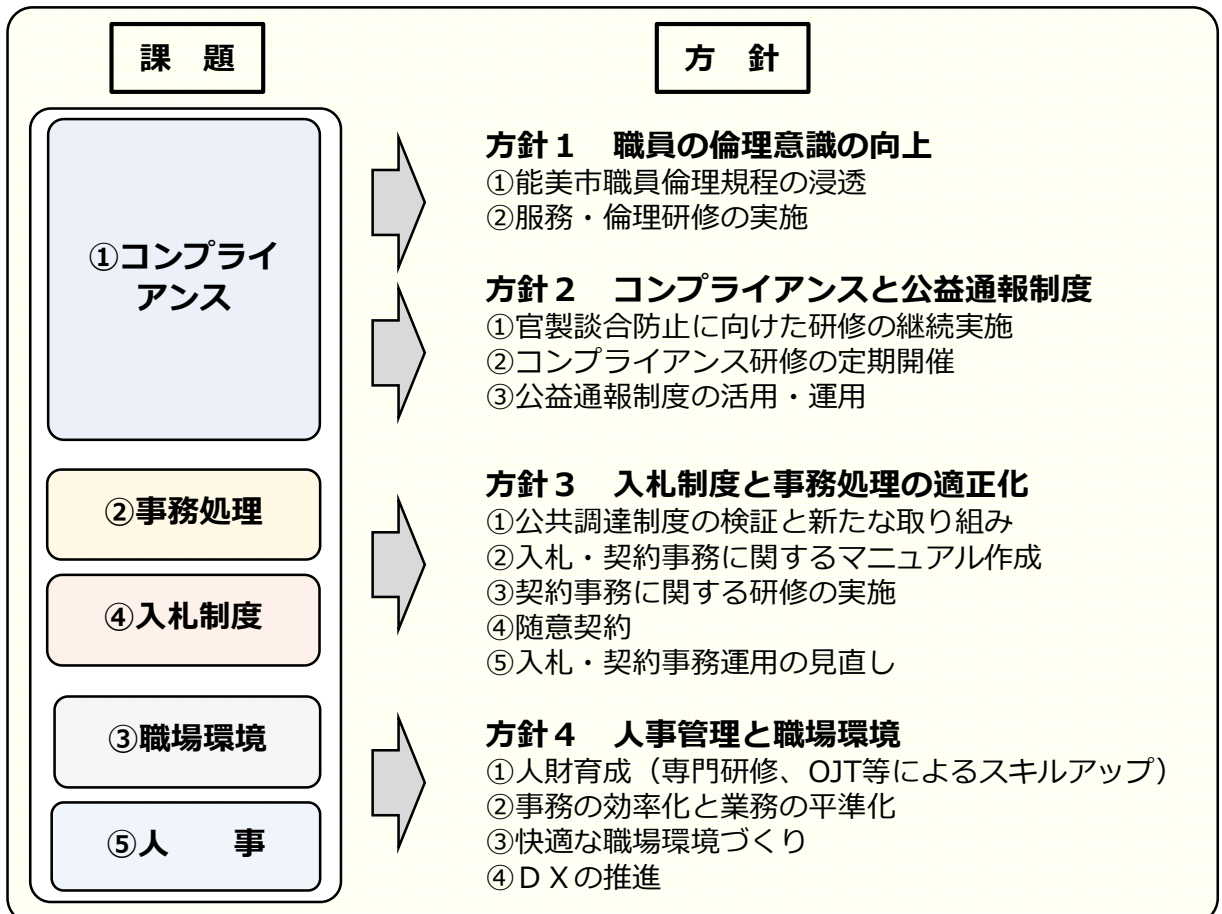 課　題
①コンプライ
アンス
②事務処理
④入札制度
③職場環境
⑤人　　事
方　針
方針１　職員の倫理意識の向上
①能美市職員倫理規程の浸透
②服務・倫理研修の実施
方針２　コンプライアンスと公益通報制度
①官製談合防止に向けた研修の継続実施
②コンプライアンス研修の定期開催
③公益通報制度の活用・運用
方針３　入札制度と事務処理の適正化
①公共調達制度の検証と新たな取り組み
②入札・契約事務に関するマニュアル作成
③契約事務に関する研修の実施
④随意契約
⑤入札・契約事務運用の見直し
方針４　人事管理と職場環境
①人財育成（専門研修、OJT等によるスキルアップ）
②事務の効率化と業務の平準化
③快適な職場環境づくり
④ＤＸの推進